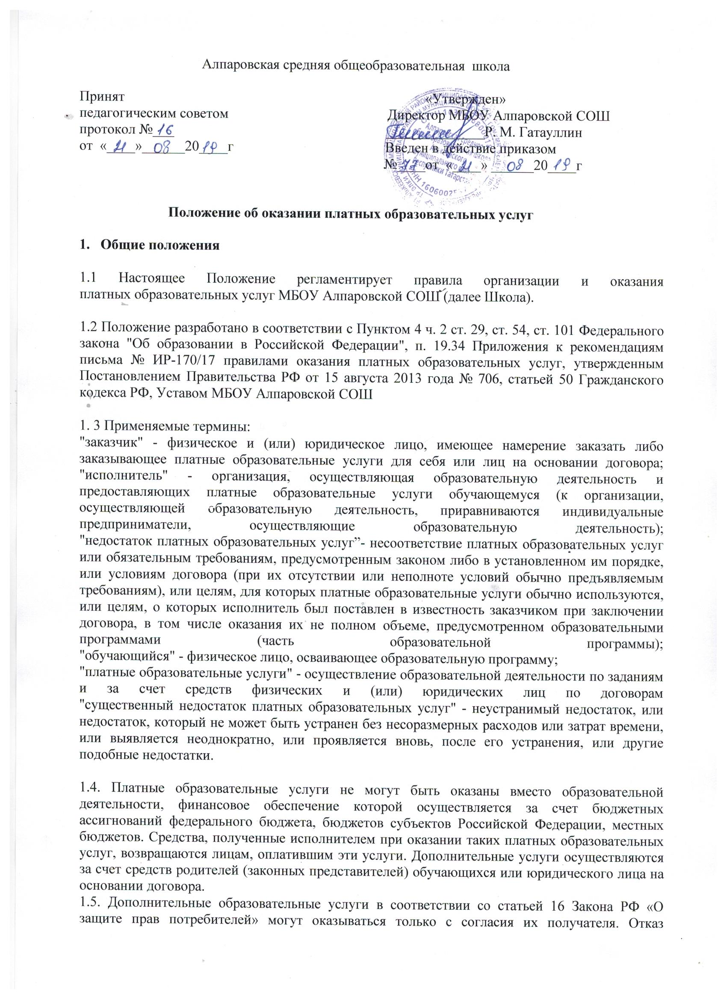 Алпаровская средняя общеобразовательная школа
Принят
педагогическим советом
протокол № 16
от «21» 08 2019г
«Утвержден»
Директор МБОУ Алпаровской СОШ
Р. М. Гатауллин
Введен в действие приказом
№ 77 от «21» 08 2019 г
Положение об оказании платных образовательных услуг
1. Общие положения
1.1 Настоящее Положение регламентирует правила организации и оказания
платных образовательных услуг МБОУ Алпаровской СОШ (далее Школа).
1.2 Положение разработано в соответствии с Пунктом 4 ч. 2 ст. 29, ст. 54, ст. 101 Федерального
закона "Об образовании в Российской Федерации", п. 19.34 Приложения к рекомендациям
письма № ИР-170/17 правилами оказания платных образовательных услуг, утвержденным
Постановлением Правительства РФ от 15 августа 2013 года № 706, статьей 50 Гражданского
кодекса РФ, Уставом МБОУ Алпаровской СОШ
1. 3 Применяемые термины:
"заказчик" - физическое и (или) юридическое лицо, имеющее намерение заказать либо
заказывающее платные образовательные услуги для себя или лиц на основании договора;
"исполнитель" - организация, осуществляющая образовательную деятельность и
предоставляющих платные образовательные услуги обучающемуся (к организации,
осуществляющей образовательную деятельность, приравниваются индивидуальные
предприниматели, осуществляющие образовательную деятельность);
"недостаток платных образовательных услуг”- несоответствие платных образовательных услуг
или обязательным требованиям, предусмотренным законом либо в установленном им порядке,
или условиям договора (при их отсутствии или неполноте условий обычно предъявляемым
требованиям), или целям, для которых платные образовательные услуги обычно используются,
или целям, о которых исполнитель был поставлен в известность заказчиком при заключении
договора, в том числе оказания их не полном объеме, предусмотренном образовательными
программами (часть образовательной программы);
"обучающийся" - физическое лицо, осваивающее образовательную программу;
"платные образовательные услуги" - осуществление образовательной деятельности по заданиям
и за счет средств физических и (или) юридических лиц по договорам
"существенный недостаток платных образовательных услуг" - неустранимый недостаток, или
недостаток, который не может быть устранен без несоразмерных расходов или затрат времени,
или выявляется неоднократно, или проявляется вновь, после его устранения, или другие
подобные недостатки.
1.4. Платные образовательные услуги не могут быть оказаны вместо образовательной
деятельности, финансовое обеспечение которой осуществляется за счет бюджетных
ассигнований федерального бюджета, бюджетов субъектов Российской Федерации, местных
бюджетов. Средства, полученные исполнителем при оказании таких платных образовательных
услуг, возвращаются лицам, оплатившим эти услуги. Дополнительные услуги осуществляются
за счет средств родителей (законных представителей) обучающихся или юридического лица на
основании договора.
1.5. Дополнительные образовательные услуги в соответствии со статьей 16 Закона РФ «О
защите прав потребителей» могут оказываться только с согласия их получателя. Отказ